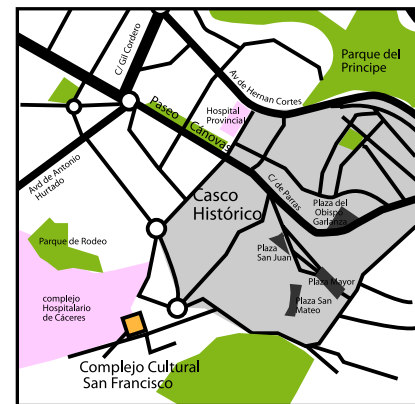 C/ Gil Cordero
Parque del
Principe
Av de Hernan Cortes
Paseo Cánovas
Hospital
Provincial
Avd de Antonio
Hurtado
C/ de Parras
Casco
Histórico
Plaza del
Obispo
Garlanza
Parque de Rodeo
Plaza
San Juan
Plaza Mayor
complejo
Hospitalario
de Cáceres
Plaza San
Mateo
Complejo Cultural
San Francisco